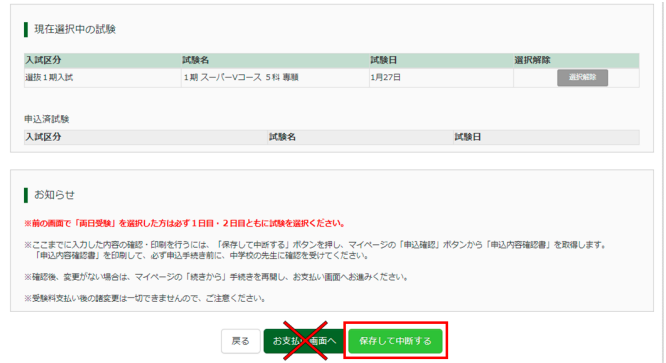 現在選択中の試験
入試区分 試験名 試験日 選択解除
選抜１期入試 １期 スーパーVコース ５科 専願 1月27日 選択解除
申込済試験
入試区分 試験名 試験日
お知らせ
※前の画面で「両日受験」を選択した方は必ず１日目・２日目ともに試験を選択ください。
※ここまでに入力した内容の確認・印刷を行うには、「保存して中断する」ボタンを押し、マイページの「申込確認」ボタンから「申込内容確認書」を取得します。
「申込内容確認書」を印刷して、必ず申込手続き前に、中学校の先生に確認を受けてください。
※確認後、変更がない場合は、マイページの「続きから」手続きを再開し、お支払い画面へお進みください。
※受験料支払い後の諸変更は一切できませんので、ご注意ください。
戻る お支払い画面へ 保存して中断する